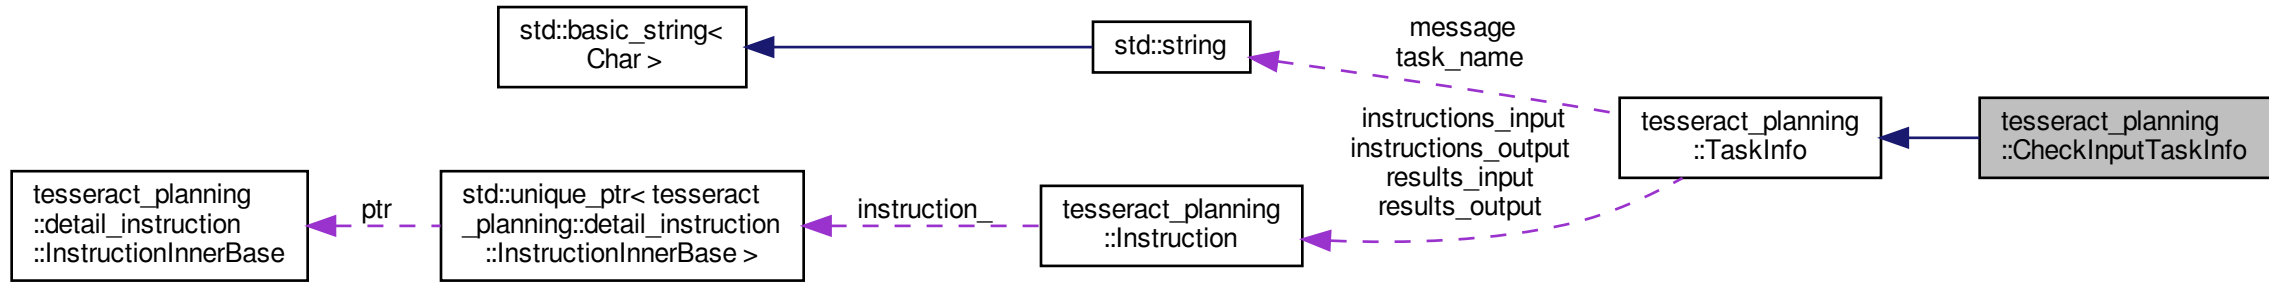 std::basic_string<
Char >
std::string
message
task_name
instructions_input
instructions_output
results_input
results_output
tesseract_planning
::TaskInfo
tesseract_planning
::CheckInputTaskInfo
tesseract_planning
::detail_instruction
::InstructionInnerBase
ptr
std::unique_ptr< tesseract
_planning::detail_instruction
::InstructionInnerBase >
instruction_
tesseract_planning
::Instruction